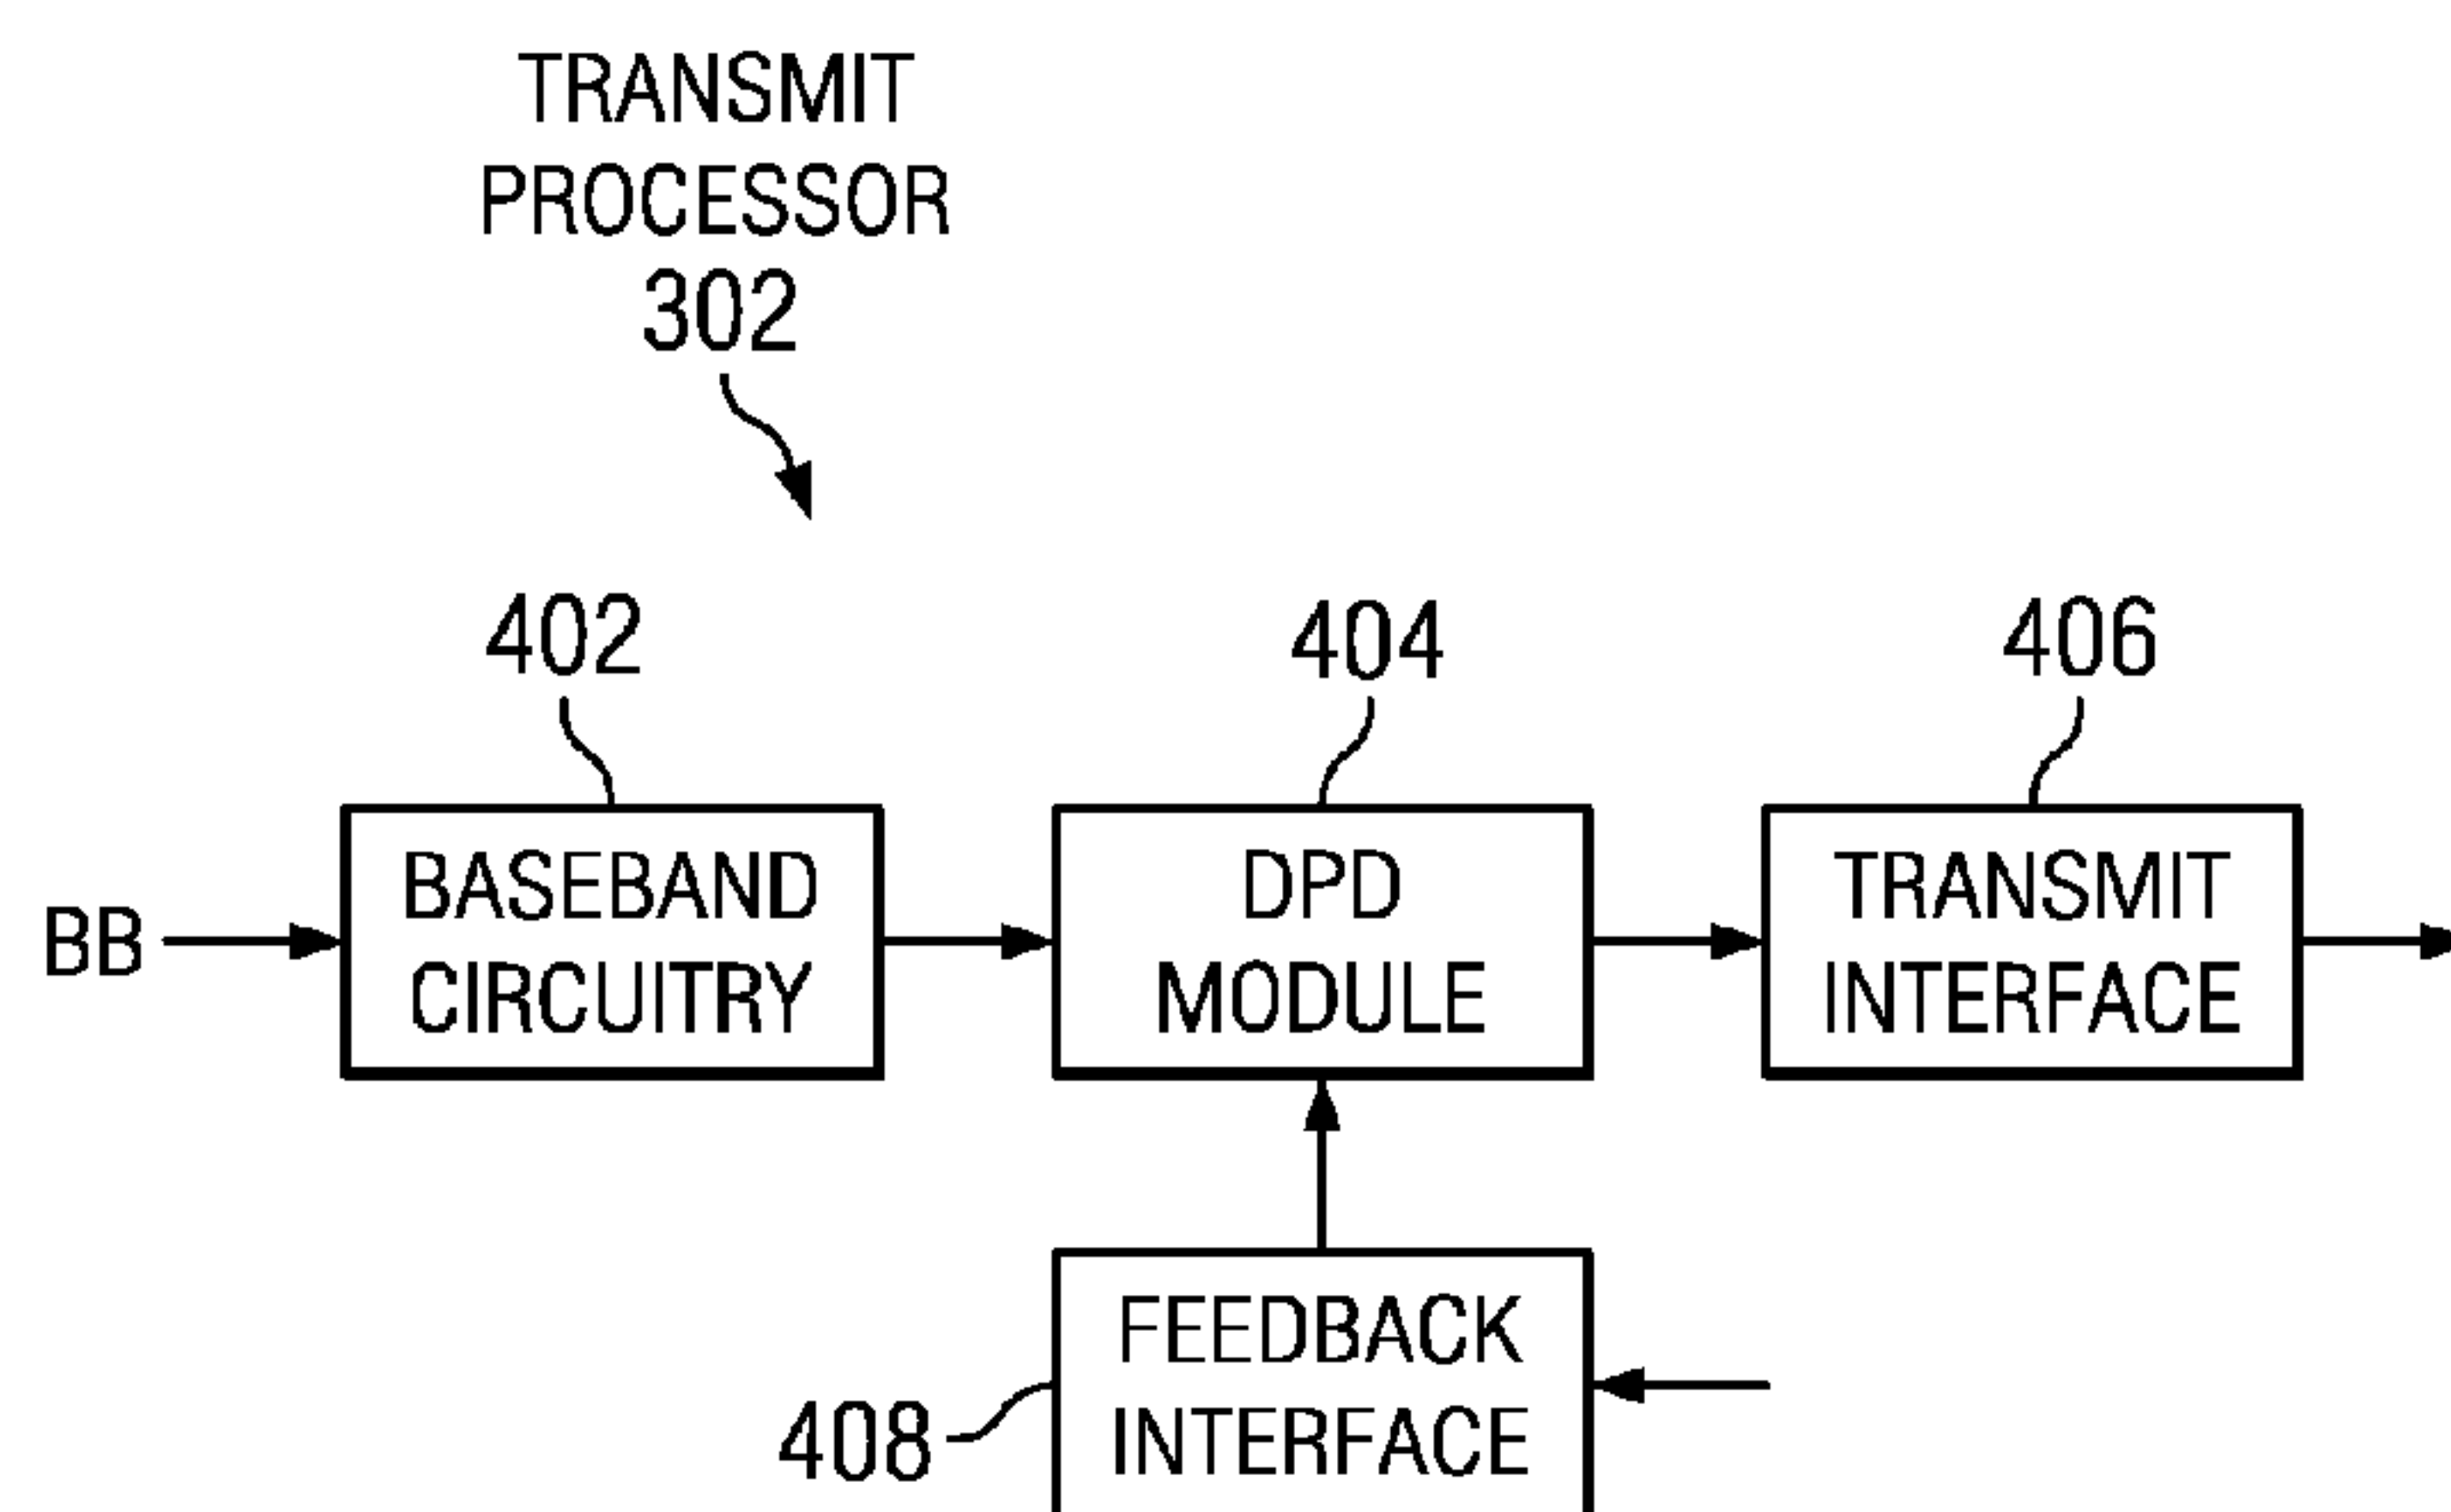 TRANSMIT
PROCESSOR
302
402
404
406
BB
BASEBAND
CIRCUITRY
DPD
MODULE
TRANSMIT
INTERFACE
FEEDBACK
INTERFACE
408